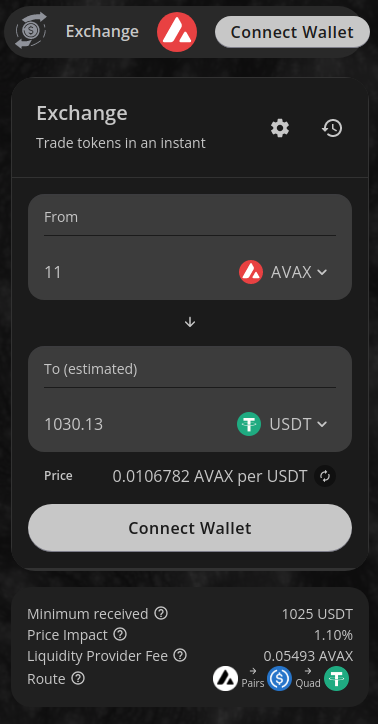 Exchange
Connect Wallet
Exchange
Trade tokens in an instant
From
11
AVAX
To (estimated)
1030.13
USDT
Price 0.0106782 AVAX per USDT
Connect Wallet
Minimum received 1025 USDT
Price Impact 1.10%
Liquidity Provider Fee 0.05493 AVAX
Route Pairs Quad